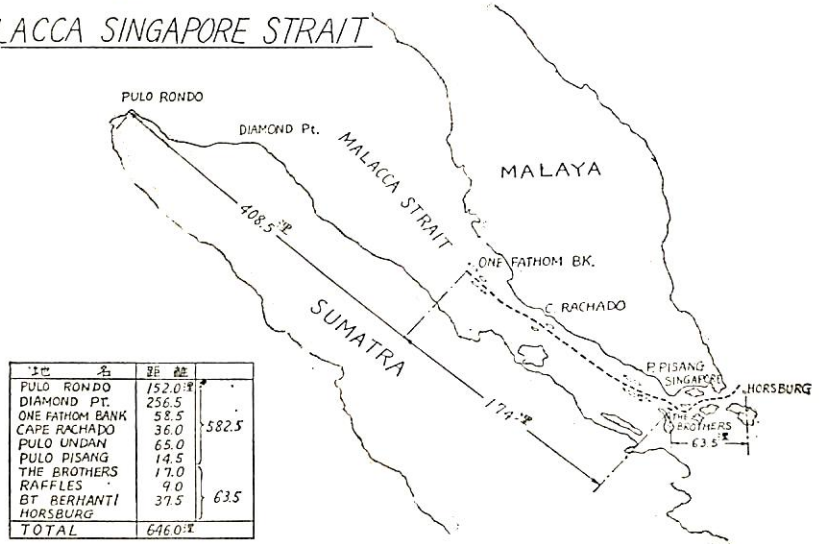 LACCA SINGAPORE STRAIT
PULO RONDO
DIAMOND Pt.
MALACCA STRAIT
MALAYA
408.5浬
ONE FATHOM BK.
C. RACHADO
SUMATRA
P.PISANG
SINGAPORE
HORSBURG
174浬
THE BROTHERS
63.5浬
地 名 距 離
PULO RONDO 152.0浬
DIAMOND PT. 256.5
ONE FATHOM BANK 58.5
CAPE RACHADO 36.0 582.5
PULO UNDAN 65.0
PULO PISANG 14.5
THE BROTHERS 17.0
RAFFLES 9.0
BT BERHANTI 37.5 63.5
HORSBURG
TOTAL 646.0浬